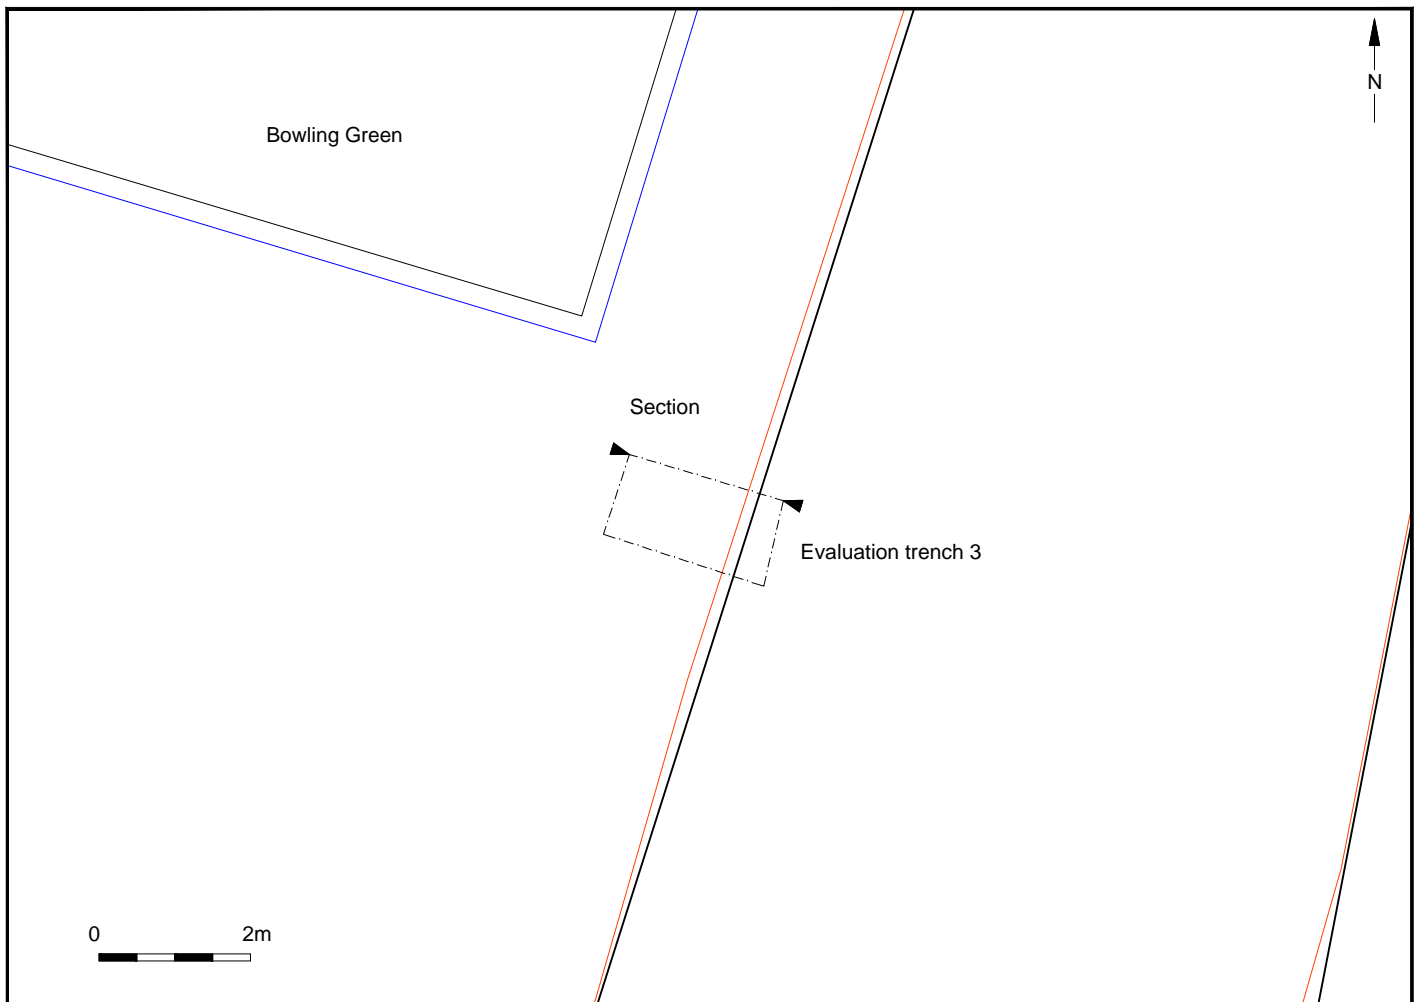 N
Bowling Green
Section
Evaluation trench 3
0 2m